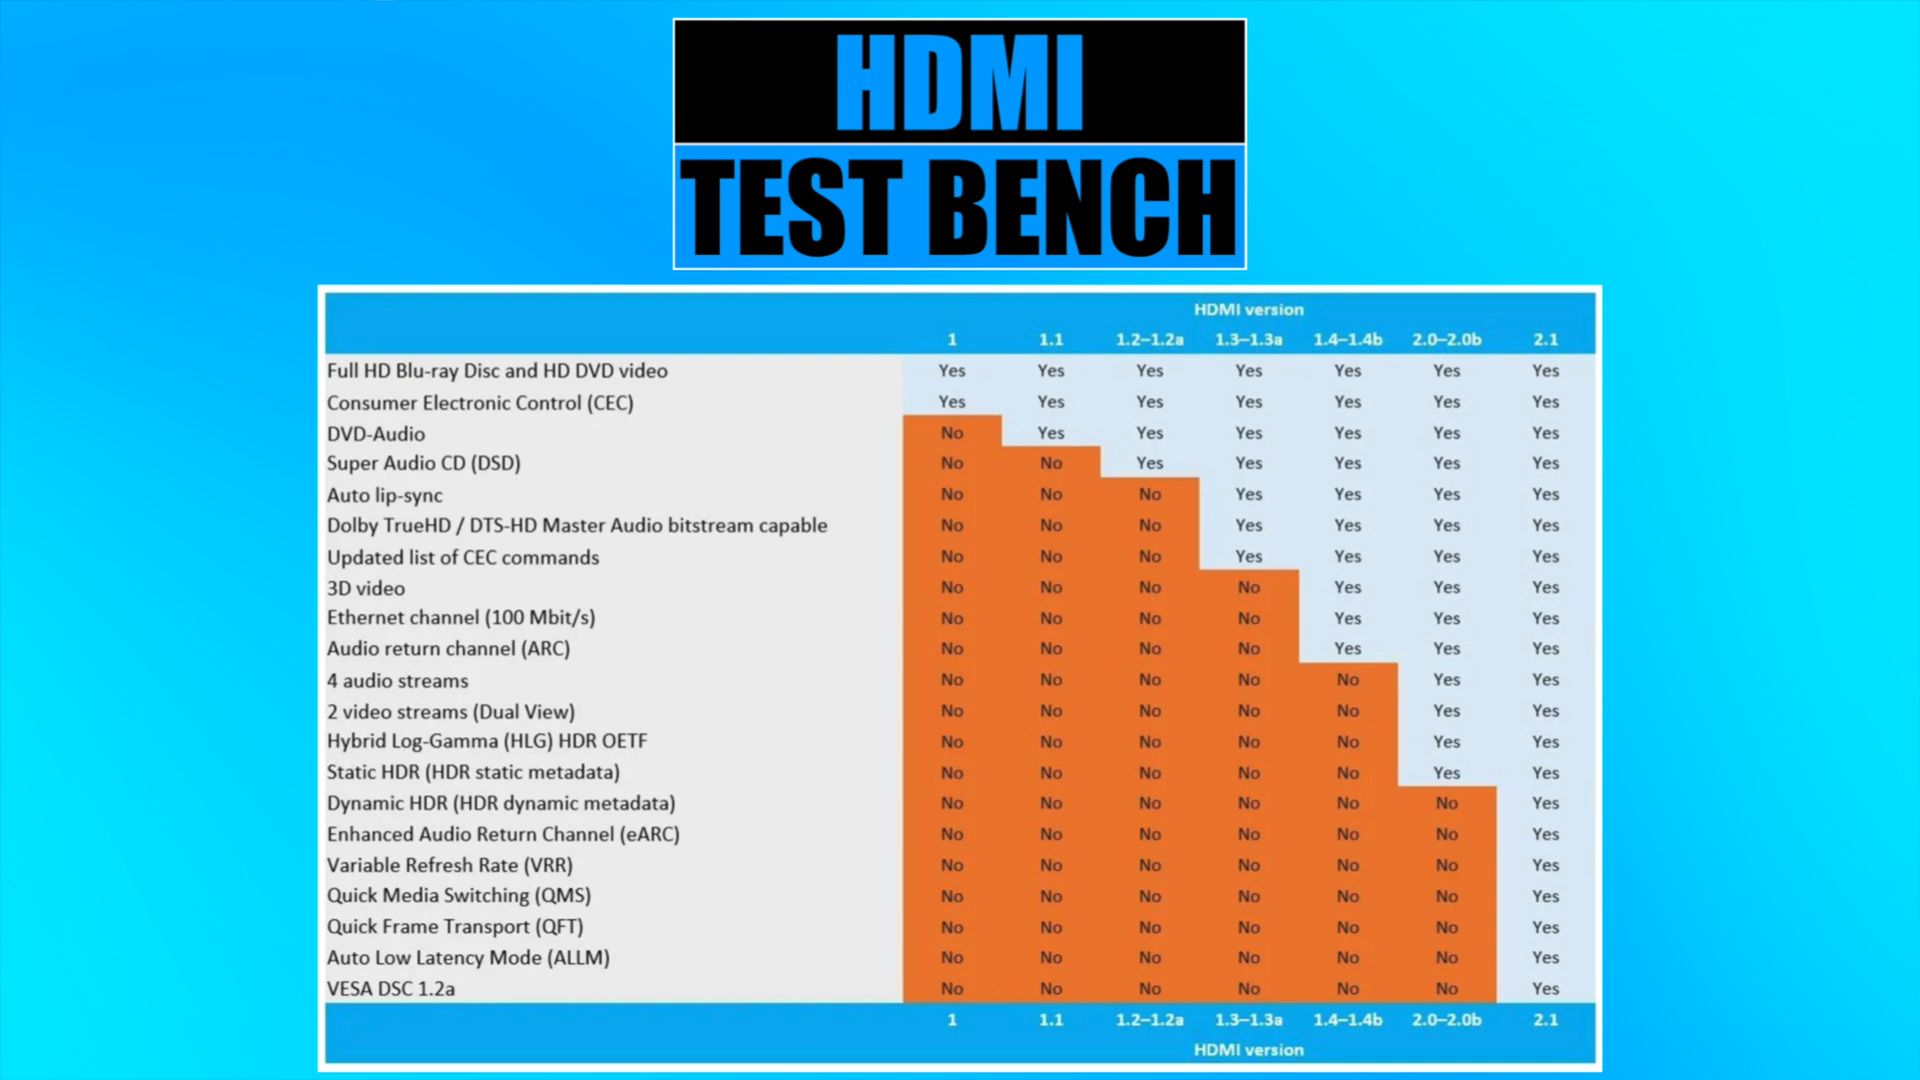 HDMI
TEST BENCH
HDMI version
1 1.1 1.2–1.2a 1.3–1.3a 1.4–1.4b 2.0–2.0b 2.1
Full HD Blu-ray Disc and HD DVD video Yes Yes Yes Yes Yes Yes Yes
Consumer Electronic Control (CEC) Yes Yes Yes Yes Yes Yes Yes
DVD-Audio No Yes Yes Yes Yes Yes Yes
Super Audio CD (DSD) No No Yes Yes Yes Yes Yes
Auto lip-sync No No No Yes Yes Yes Yes
Dolby TrueHD / DTS-HD Master Audio bitstream capable No No No Yes Yes Yes Yes
Updated list of CEC commands No No No Yes Yes Yes Yes
3D video No No No No Yes Yes Yes
Ethernet channel (100 Mbit/s) No No No No Yes Yes Yes
Audio return channel (ARC) No No No No Yes Yes Yes
4 audio streams No No No No No Yes Yes
2 video streams (Dual View) No No No No No Yes Yes
Hybrid Log-Gamma (HLG) HDR OETF No No No No No Yes Yes
Static HDR (HDR static metadata) No No No No No Yes Yes
Dynamic HDR (HDR dynamic metadata) No No No No No No Yes
Enhanced Audio Return Channel (eARC) No No No No No No Yes
Variable Refresh Rate (VRR) No No No No No No Yes
Quick Media Switching (QMS) No No No No No No Yes
Quick Frame Transport (QFT) No No No No No No Yes
Auto Low Latency Mode (ALLM) No No No No No No Yes
VESA DSC 1.2a No No No No No No Yes
1 1.1 1.2–1.2a 1.3–1.3a 1.4–1.4b 2.0–2.0b 2.1
HDMI version